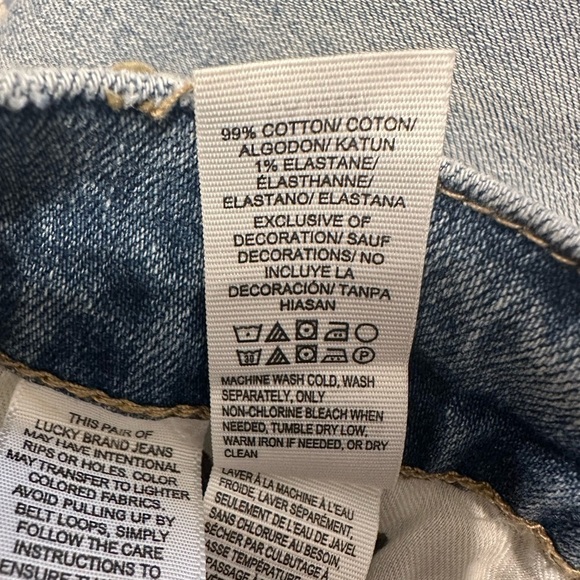 99% COTTON/ COTON/
ALGODON/ KATUN
1% ELASTANE/
ÉLASTHANNE/
ELASTANO/ ELASTANA
EXCLUSIVE OF
DECORATION/ SAUF
DECORATIONS/ NO
INCLUYE LA
DECORACIÓN/ TANPA
HIASAN
MACHINE WASH COLD, WASH
SEPARATELY, ONLY
NON-CHLORINE BLEACH WHEN
NEEDED, TUMBLE DRY LOW,
WARM IRON IF NEEDED, OR DRY
CLEAN
LAVER À LA MACHINE À L'EAU
FROIDE, LAVER SÉPARÉMENT,
SEULEMENT DE L'EAU DE JAVEL
SANS CHLORURE AU BESOIN,
SÉCHER PAR CULBUTAGE À
BASSE TEMPÉRATURE
PASSAGE À
THIS PAIR OF
LUCKY BRAND JEANS
MAY HAVE INTENTIONAL
RIPS OR HOLES. COLOR
MAY TRANSFER TO LIGHTER
COLORED FABRICS.
AVOID PULLING UP BY
BELT LOOPS, SIMPLY
FOLLOW THE CARE
INSTRUCTIONS TO
ENSURE